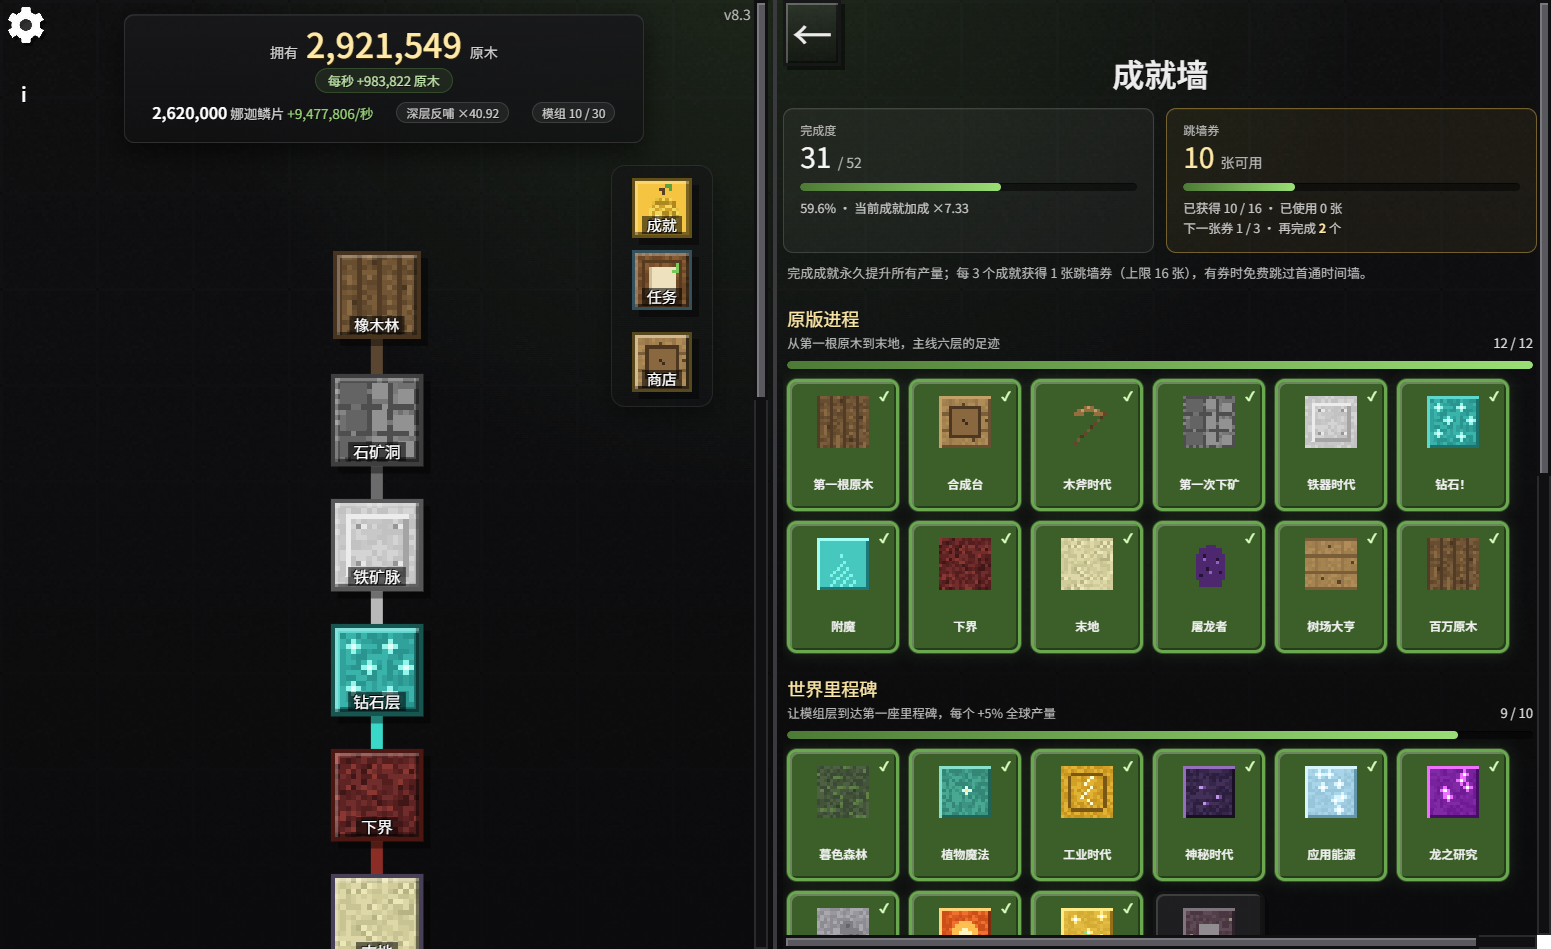 v8.3
拥有 2,921,549 原木
每秒 +983,822 原木
2,620,000 娜迦鳞片 +9,477,806/秒 深层反哺 ×40.92 模组 10 / 30
i
成就
任务
商店
橡木林
石矿洞
铁矿脉
钻石层
下界
成就墙
完成度
31 / 52
59.6% · 当前成就加成 ×7.33
跳墙券
10 张可用
已获得 10 / 16 · 已使用 0 张
下一张券 1 / 3 · 再完成 2 个
完成成就永久提升所有产量；每 3 个成就获得 1 张跳墙券（上限 16 张），有券时免费跳过首通时间墙。
原版进程
从第一根原木到末地，主线六层的足迹 12 / 12
第一根原木 合成台 木斧时代 第一次下矿 铁器时代 钻石！
附魔 下界 末地 屠龙者 树场大亨 百万原木
世界里程碑
让模组层到达第一座里程碑，每个 +5% 全球产量 9 / 10
暮色森林 植物魔法 工业时代 神秘时代 应用能源 龙之研究